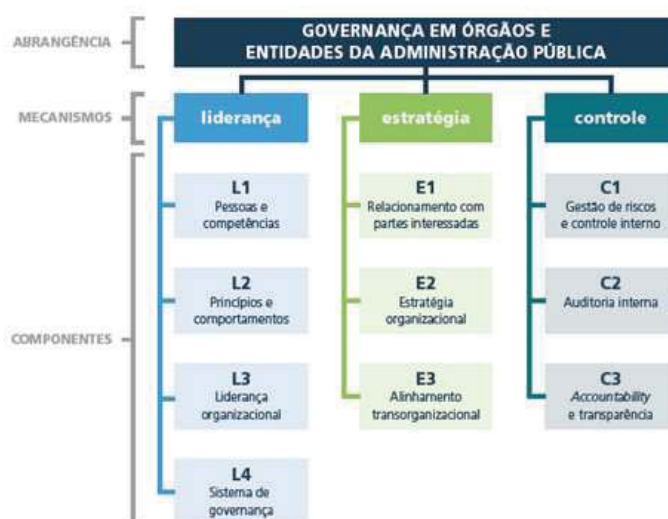 ABRANGÊNCIA
GOVERNANÇA EM ÓRGÃOS E
ENTIDADES DA ADMINISTRAÇÃO PÚBLICA
MECANISMOS
liderança
estratégia
controle
COMPONENTES
L1
Pessoas e
competências
L2
Princípios e
comportamentos
L3
Liderança
organizacional
L4
Sistema de
governança
E1
Relacionamento com
partes interessadas
E2
Estratégia
organizacional
E3
Alinhamento
transorganizacional
C1
Gestão de riscos
e controle interno
C2
Auditoria interna
C3
Accountability
e transparência